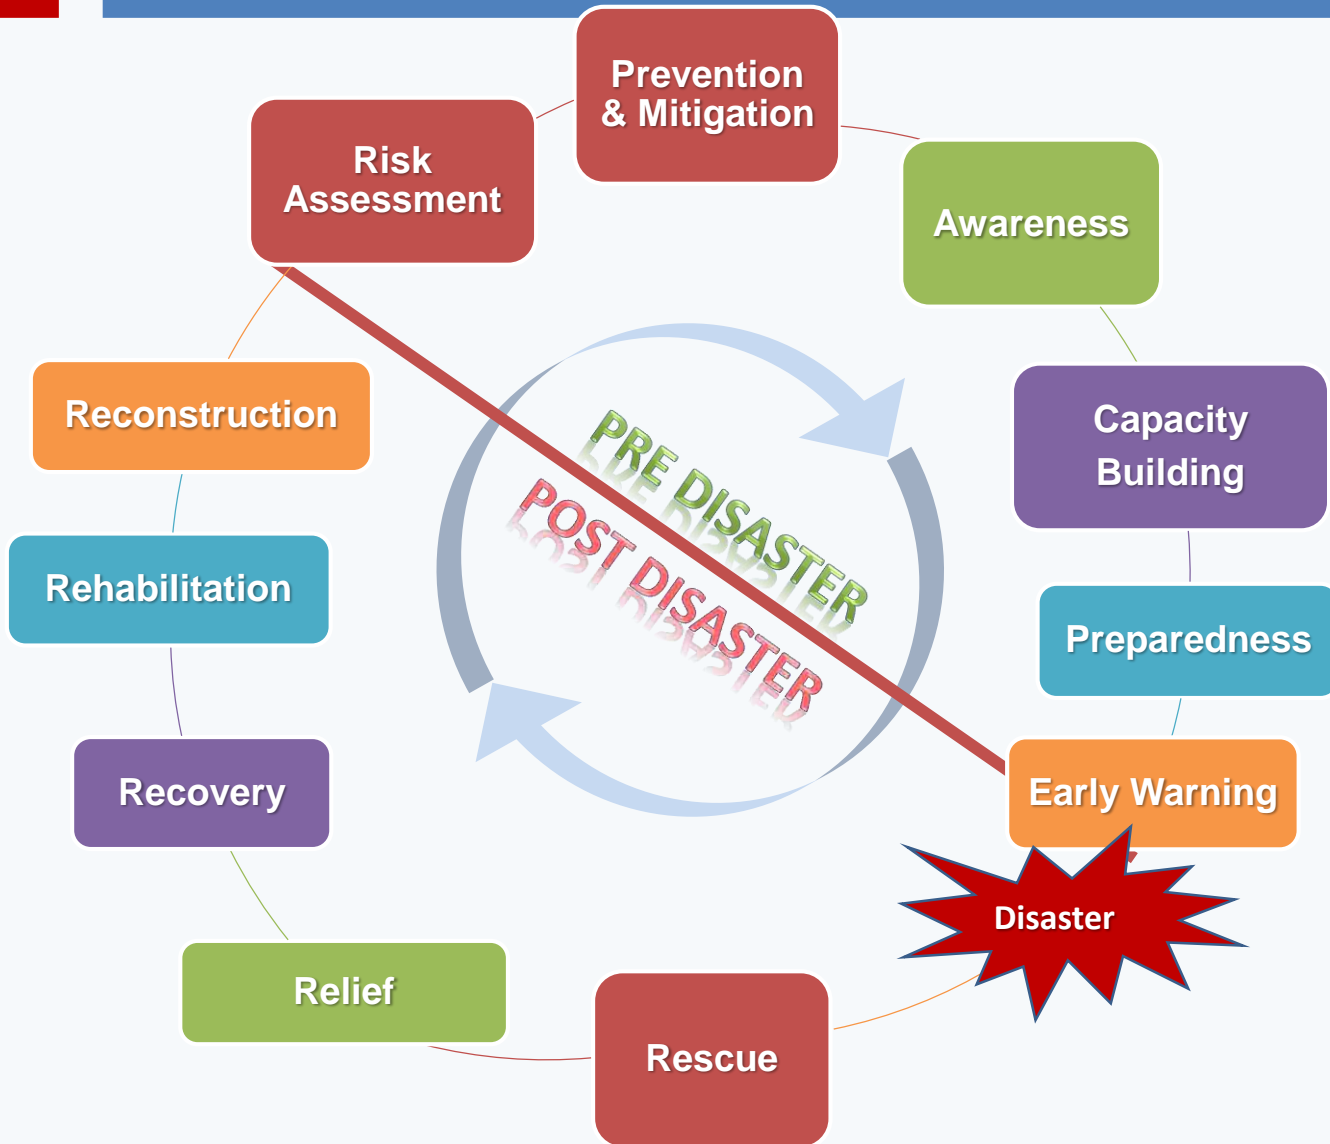 Prevention
& Mitigation
Risk
Assessment
Awareness
Capacity
Building
Preparedness
Early Warning
Disaster
Rescue
Relief
Recovery
Rehabilitation
Reconstruction
PRE DISASTER
POST DISASTER